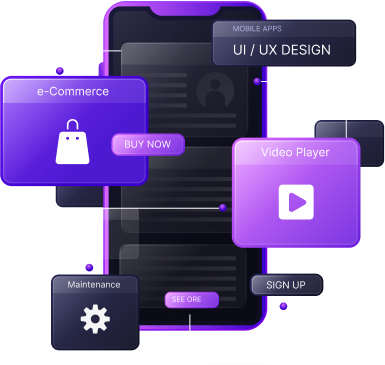 MOBILE APPS
UI / UX DESIGN
e-Commerce
BUY NOW
Video Player
Maintenance
SIGN UP
SEE ORE